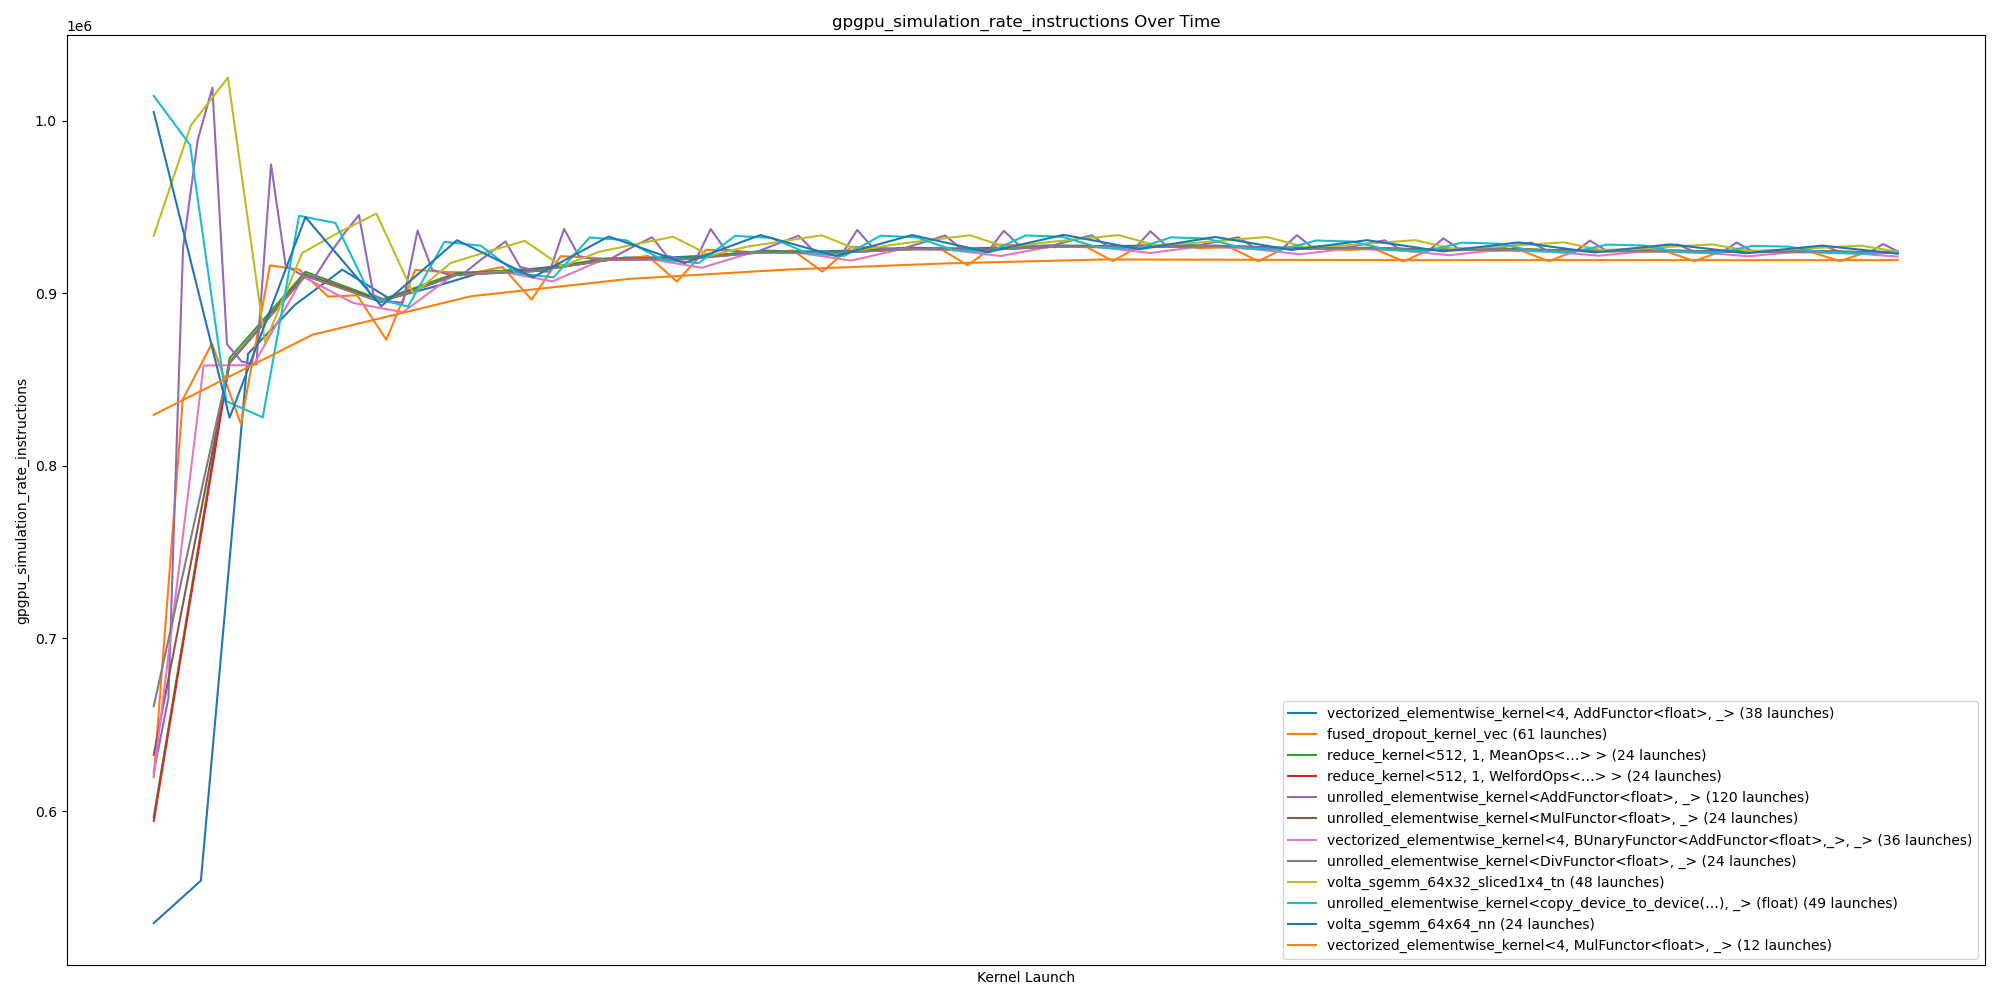 gpgpu_simulation_rate_instructions Over Time
1e6
1.0
0.9
0.8
0.7
0.6
gpgpu_simulation_rate_instructions
Kernel Launch
vectorized_elementwise_kernel<4, AddFunctor<float>, _> (38 launches)
fused_dropout_kernel_vec (61 launches)
reduce_kernel<512, 1, MeanOps<...> > (24 launches)
reduce_kernel<512, 1, WelfordOps<...> > (24 launches)
unrolled_elementwise_kernel<AddFunctor<float>, _> (120 launches)
unrolled_elementwise_kernel<MulFunctor<float>, _> (24 launches)
vectorized_elementwise_kernel<4, BUnaryFunctor<AddFunctor<float>,_>, _> (36 launches)
unrolled_elementwise_kernel<DivFunctor<float>, _> (24 launches)
volta_sgemm_64x32_sliced1x4_tn (48 launches)
unrolled_elementwise_kernel<copy_device_to_device(...), _> (float) (49 launches)
volta_sgemm_64x64_nn (24 launches)
vectorized_elementwise_kernel<4, MulFunctor<float>, _> (12 launches)